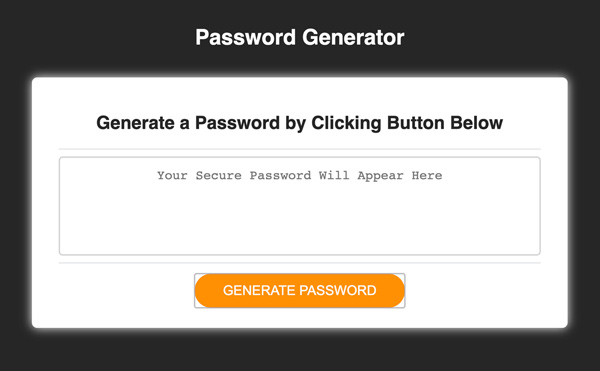 Password Generator
Generate a Password by Clicking Button Below
Your Secure Password Will Appear Here
GENERATE PASSWORD